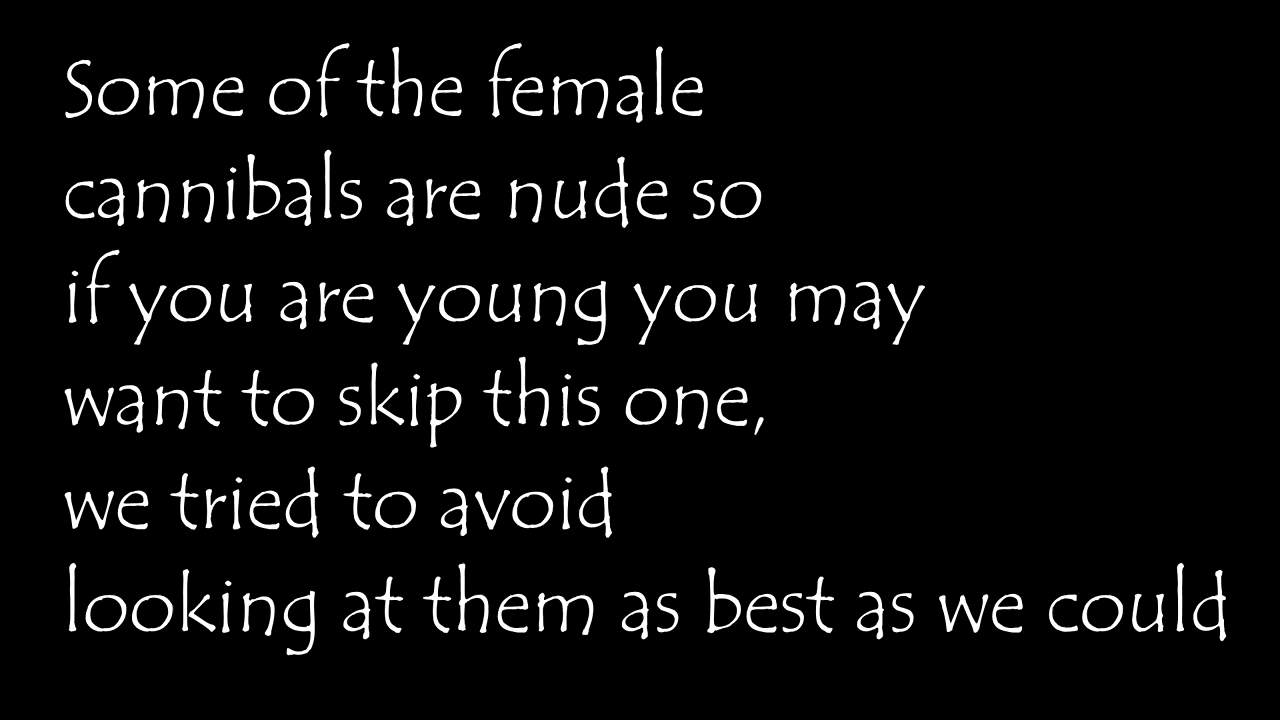 Some of the female
cannibals are nude so
if you are young you may
want to skip this one,
we tried to avoid
looking at them as best as we could